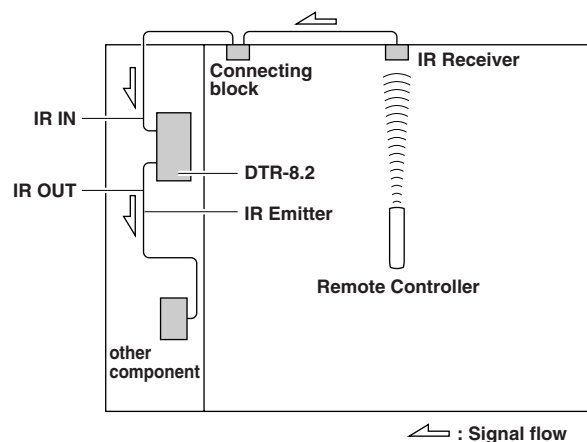 IR Receiver
Connecting
block
IR IN
DTR-8.2
IR OUT
IR Emitter
Remote Controller
other
component
: Signal flow